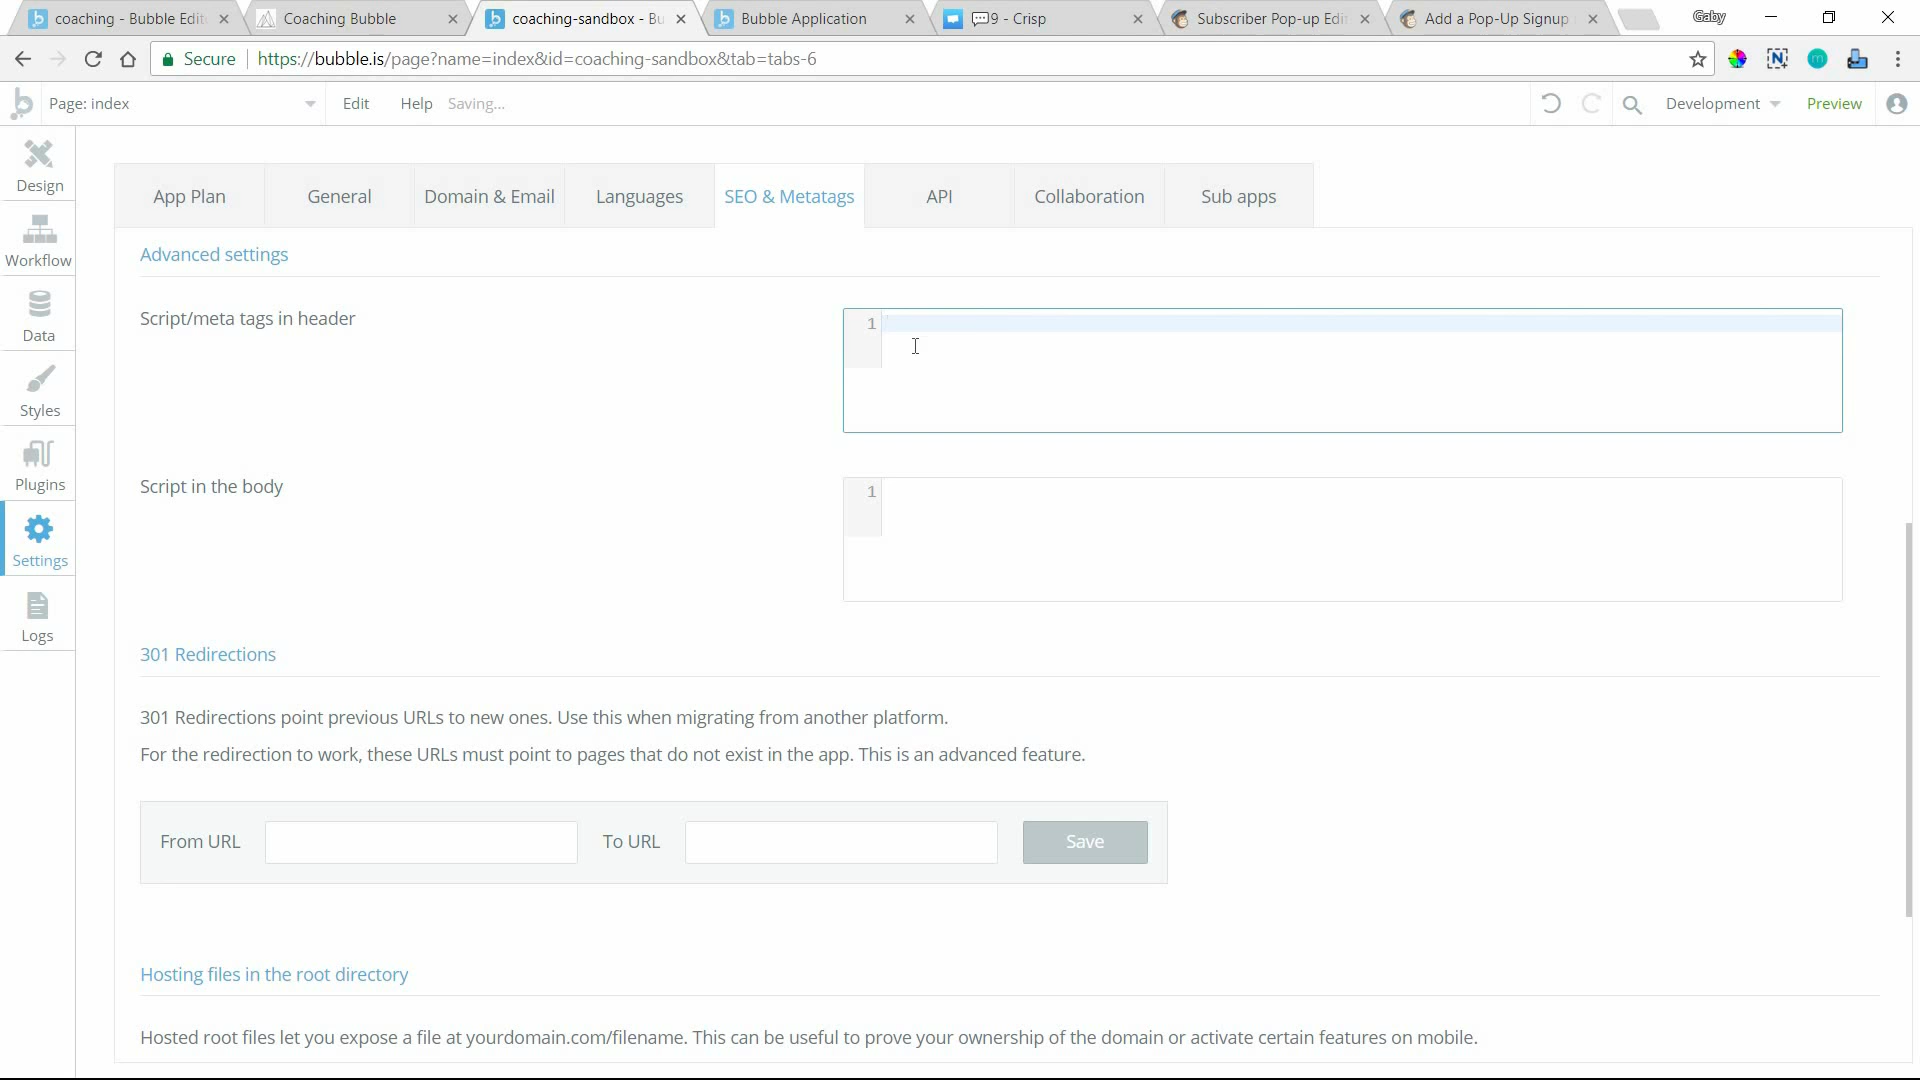 coaching - Bubble Edit
Coaching Bubble
coaching-sandbox - Bu
Bubble Application
9 - Crisp
Subscriber Pop-up Edit
Add a Pop-Up Signup
Gaby
Secure
https://bubble.is/page?name=index&id=coaching-sandbox&tab=tabs-6
Page: index
Edit
Help
Saving...
Development
Preview
Design
Workflow
Data
Styles
Plugins
Settings
Logs
App Plan
General
Domain & Email
Languages
SEO & Metatags
API
Collaboration
Sub apps
Advanced settings
Script/meta tags in header
1
Script in the body
1
301 Redirections
301 Redirections point previous URLs to new ones. Use this when migrating from another platform.
For the redirection to work, these URLs must point to pages that do not exist in the app. This is an advanced feature.
From URL
To URL
Save
Hosting files in the root directory
Hosted root files let you expose a file at yourdomain.com/filename. This can be useful to prove your ownership of the domain or activate certain features on mobile.